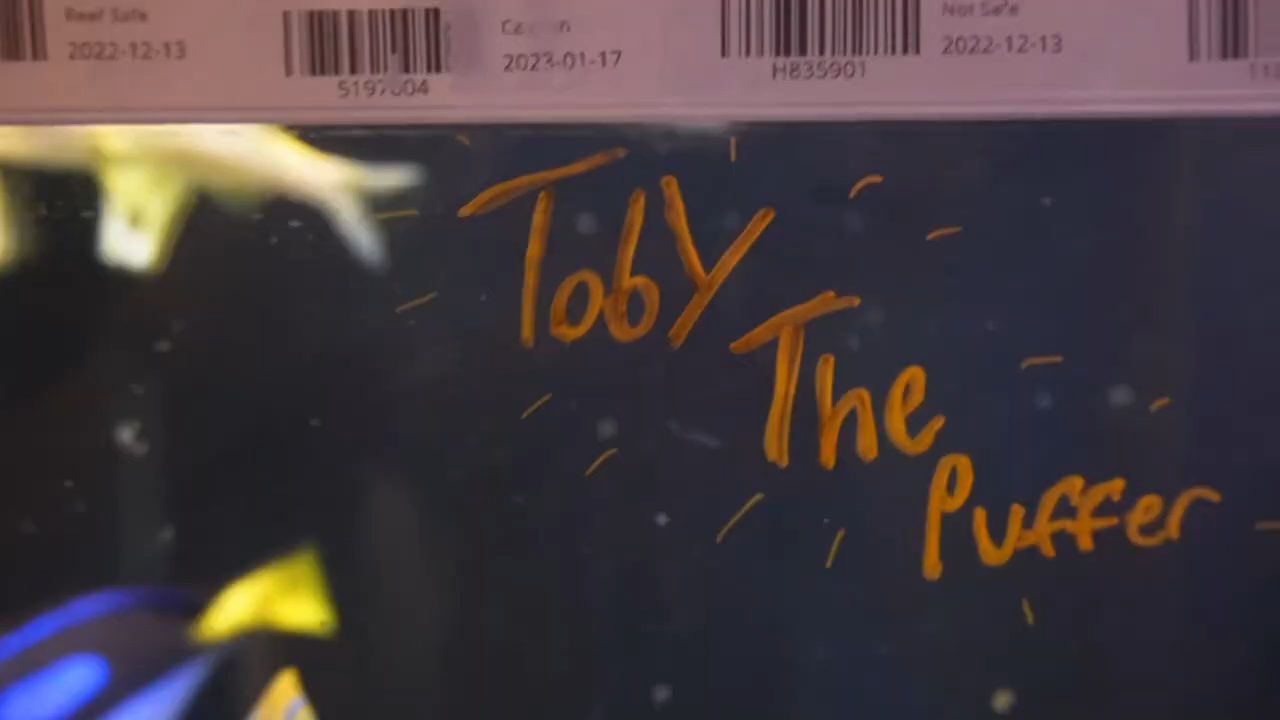 Reef Safe
2022-12-13
2023-01-17
Not Safe
2022-12-13
H835901
Toby
The
Puffer